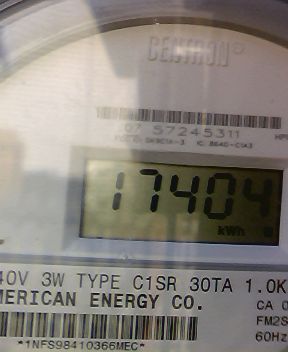 CENTRON®
07 57245311
17404
kWh
40V 3W TYPE C1SR 30TA 1.0K
MERICAN ENERGY CO.
CA 0
FM2S
60Hz
*1NFS98410366MEC*